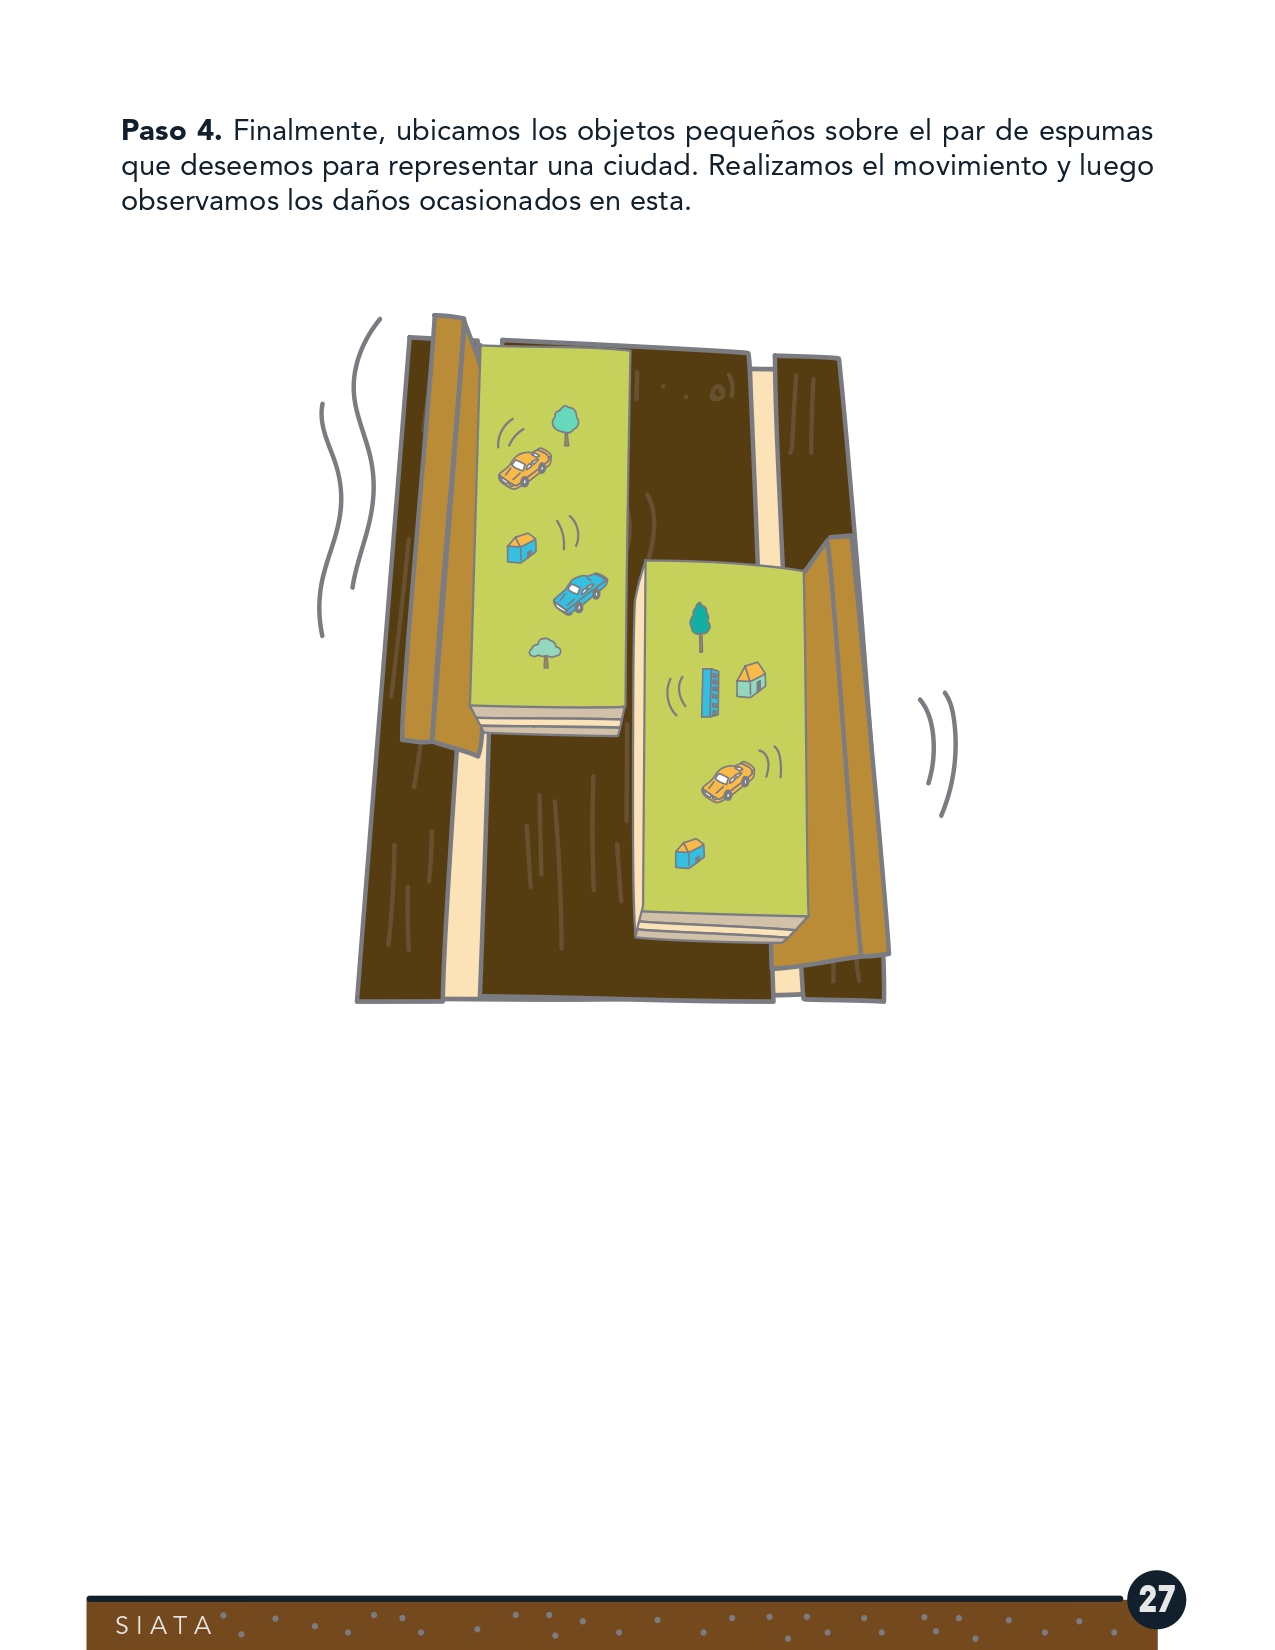 Paso 4. Finalmente, ubicamos los objetos pequeños sobre el par de espumas
que deseemos para representar una ciudad. Realizamos el movimiento y luego
observamos los daños ocasionados en esta.
27
SIATA